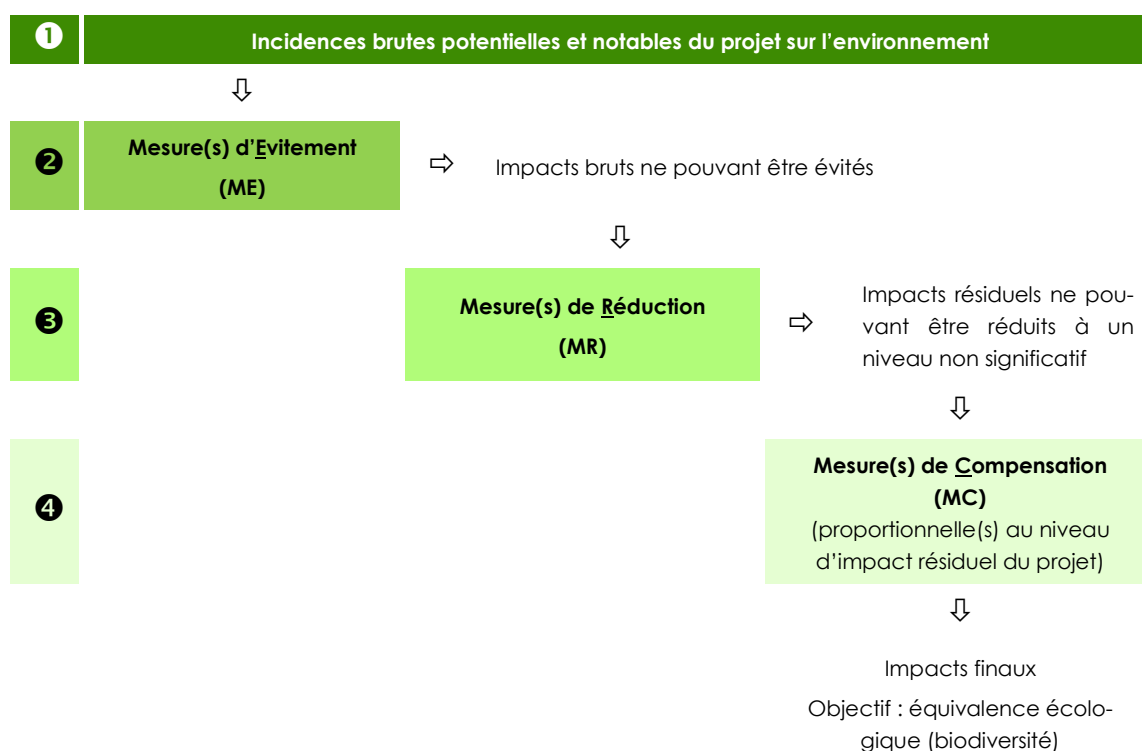 ❶ Incidences brutes potentielles et notables du projet sur l'environnement
⇩
❷ Mesure(s) d'Evitement
(ME)
⇨ Impacts bruts ne pouvant être évités
⇩
❸ Mesure(s) de Réduction
(MR)
⇨ Impacts résiduels ne pou-
vant être réduits à un
niveau non significatif
⇩
❹ Mesure(s) de Compensation
(MC)
(proportionnelle(s) au niveau
d'impact résiduel du projet)
⇩
Impacts finaux
Objectif : équivalence écolo-
gique (biodiversité)